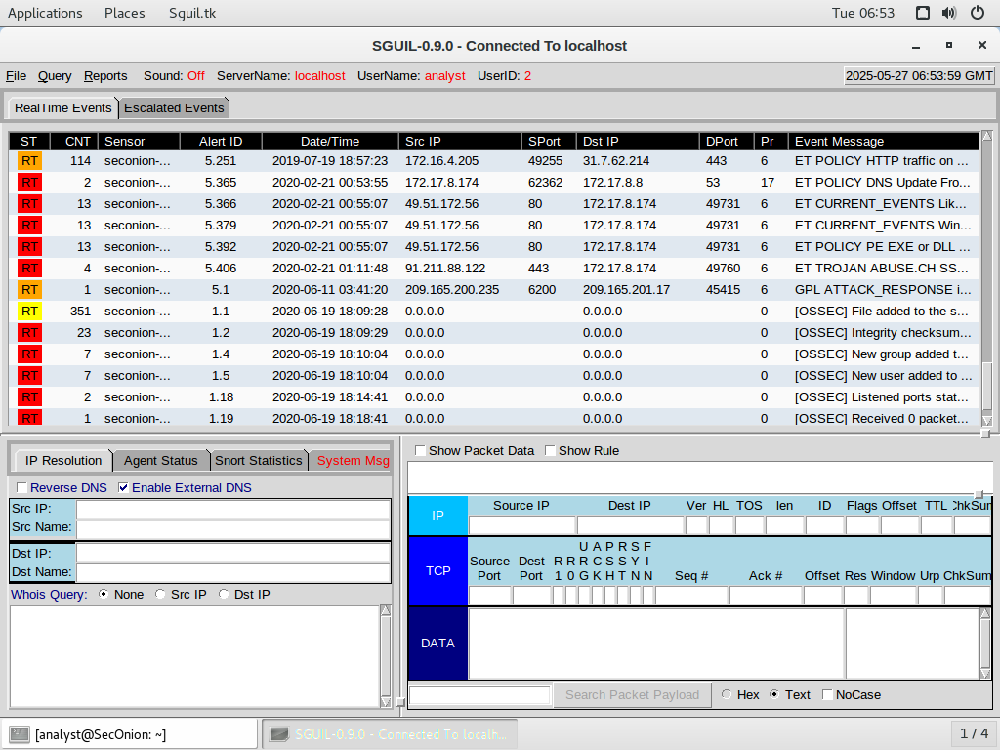 Applications Places Sguil.tk Tue 06:53
SGUIL-0.9.0 - Connected To localhost
File Query Reports Sound: Off ServerName: localhost UserName: analyst UserID: 2 2025-05-27 06:53:59 GMT
RealTime Events Escalated Events
ST CNT Sensor Alert ID Date/Time Src IP SPort Dst IP DPort Pr Event Message
RT 114 seconion-... 5.251 2019-07-19 18:57:23 172.16.4.205 49255 31.7.62.214 443 6 ET POLICY HTTP traffic on ...
RT 2 seconion-... 5.365 2020-02-21 00:53:55 172.17.8.174 62362 172.17.8.8 53 17 ET POLICY DNS Update Fro...
RT 13 seconion-... 5.366 2020-02-21 00:55:07 49.51.172.56 80 172.17.8.174 49731 6 ET CURRENT_EVENTS Lik...
RT 13 seconion-... 5.379 2020-02-21 00:55:07 49.51.172.56 80 172.17.8.174 49731 6 ET CURRENT_EVENTS Win...
RT 13 seconion-... 5.392 2020-02-21 00:55:07 49.51.172.56 80 172.17.8.174 49731 6 ET POLICY PE EXE or DLL ...
RT 4 seconion-... 5.406 2020-02-21 01:11:48 91.211.88.122 443 172.17.8.174 49760 6 ET TROJAN ABUSE.CH SS...
RT 1 seconion-... 5.1 2020-06-11 03:41:20 209.165.200.235 6200 209.165.201.17 45415 6 GPL ATTACK_RESPONSE i...
RT 351 seconion-... 1.1 2020-06-19 18:09:28 0.0.0.0 0.0.0.0 0 [OSSEC] File added to the s...
RT 23 seconion-... 1.2 2020-06-19 18:09:29 0.0.0.0 0.0.0.0 0 [OSSEC] Integrity checksum...
RT 7 seconion-... 1.4 2020-06-19 18:10:04 0.0.0.0 0.0.0.0 0 [OSSEC] New group added t...
RT 7 seconion-... 1.5 2020-06-19 18:10:04 0.0.0.0 0.0.0.0 0 [OSSEC] New user added to ...
RT 2 seconion-... 1.18 2020-06-19 18:14:41 0.0.0.0 0.0.0.0 0 [OSSEC] Listened ports stat...
RT 1 seconion-... 1.19 2020-06-19 18:18:41 0.0.0.0 0.0.0.0 0 [OSSEC] Received 0 packet...
IP Resolution Agent Status Snort Statistics System Msg
Reverse DNS Enable External DNS
Src IP:
Src Name:
Dst IP:
Dst Name:
Whois Query: None Src IP Dst IP
Show Packet Data Show Rule
IP Source IP Dest IP Ver HL TOS len ID Flags Offset TTL ChkSum
TCP
U A P R S F
Source Dest R R R C S S Y I
Port Port 1 0 G K H T N N Seq # Ack # Offset Res Window Urp ChkSum
DATA
Search Packet Payload Hex Text NoCase
[analyst@SecOnion: ~] SGUIL-0.9.0 - Connected To localh... 1 / 4